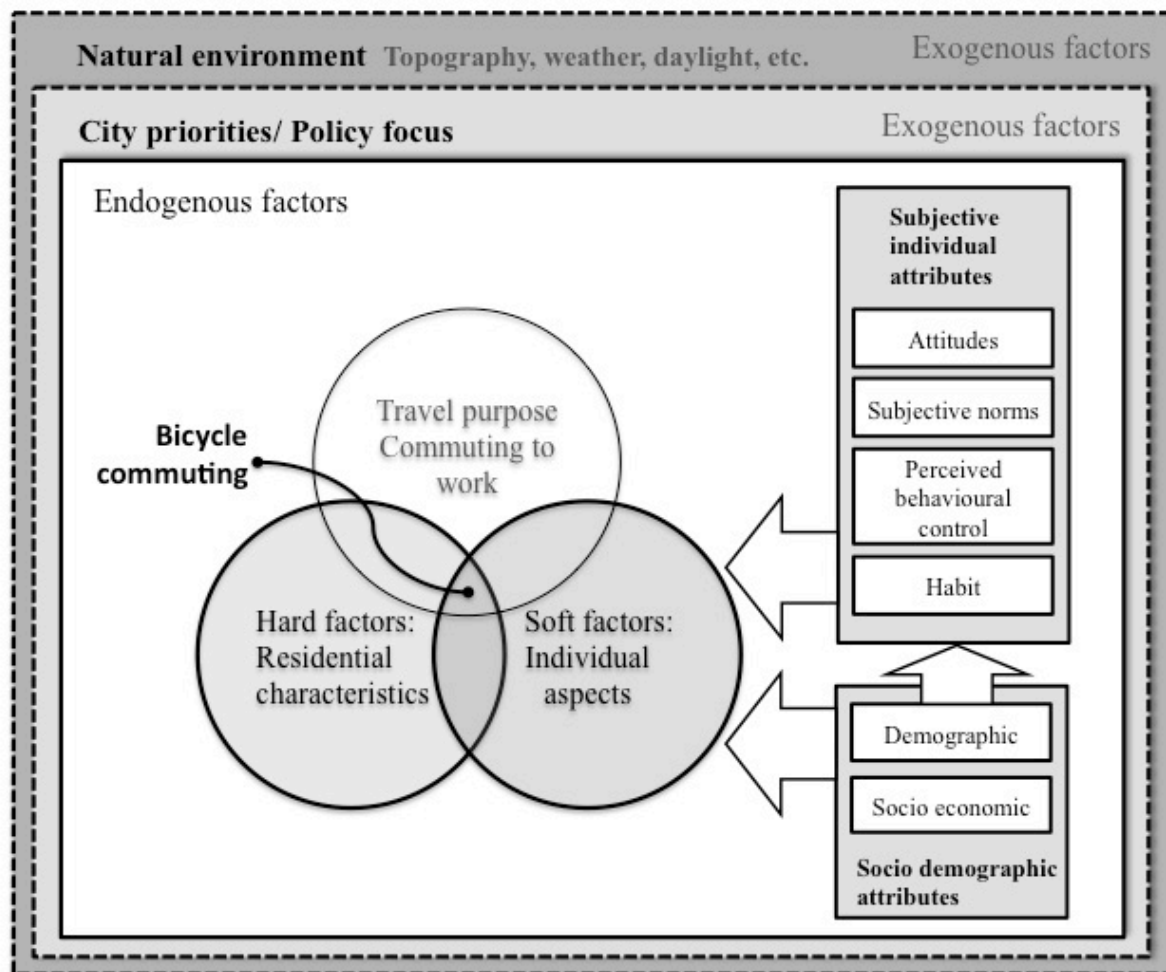 Natural environment Topography, weather, daylight, etc.
Exogenous factors
City priorities/ Policy focus
Exogenous factors
Endogenous factors
Travel purpose
Commuting to
work
Bicycle
commuting
Hard factors:
Residential
characteristics
Soft factors:
Individual
aspects
Subjective
individual
attributes
Attitudes
Subjective norms
Perceived
behavioural
control
Habit
Demographic
Socio economic
Socio demographic
attributes